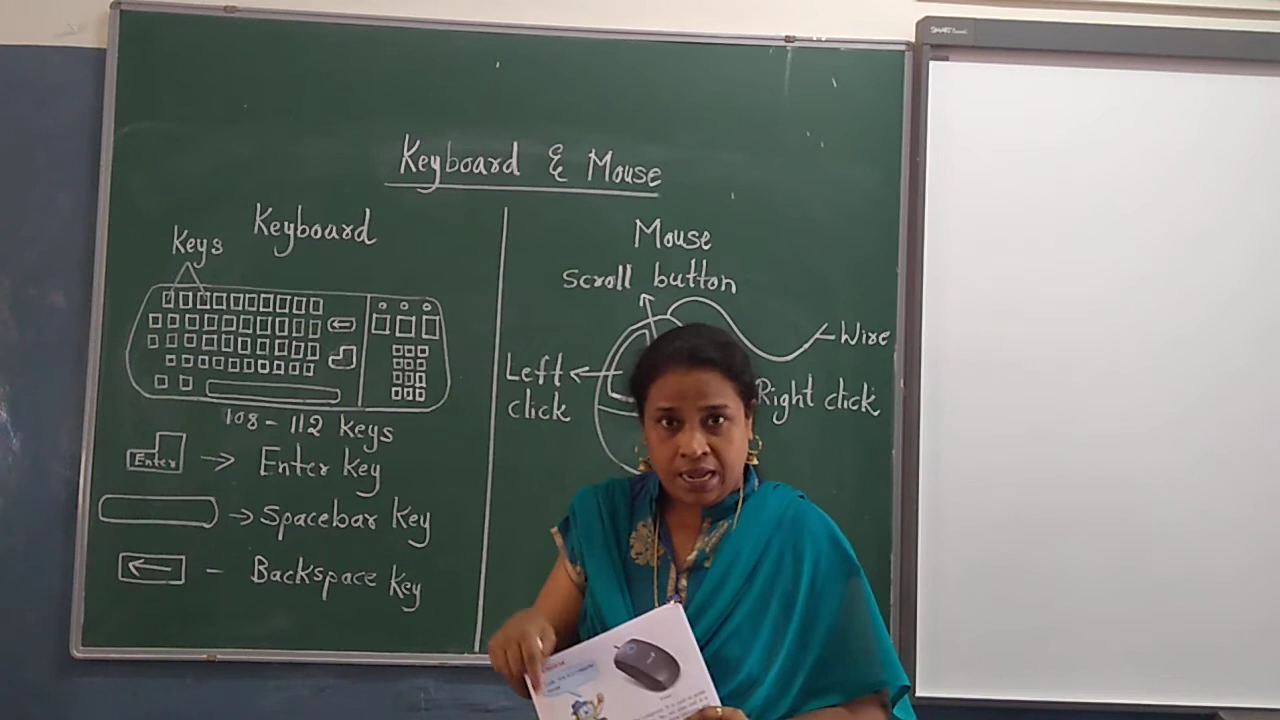 SMART
Keyboard & Mouse
Keyboard
Keys
108 - 112 Keys
Enter
Enter Key
Spacebar Key
Backspace Key
Mouse
Scroll button
Wire
Left
click
Right click